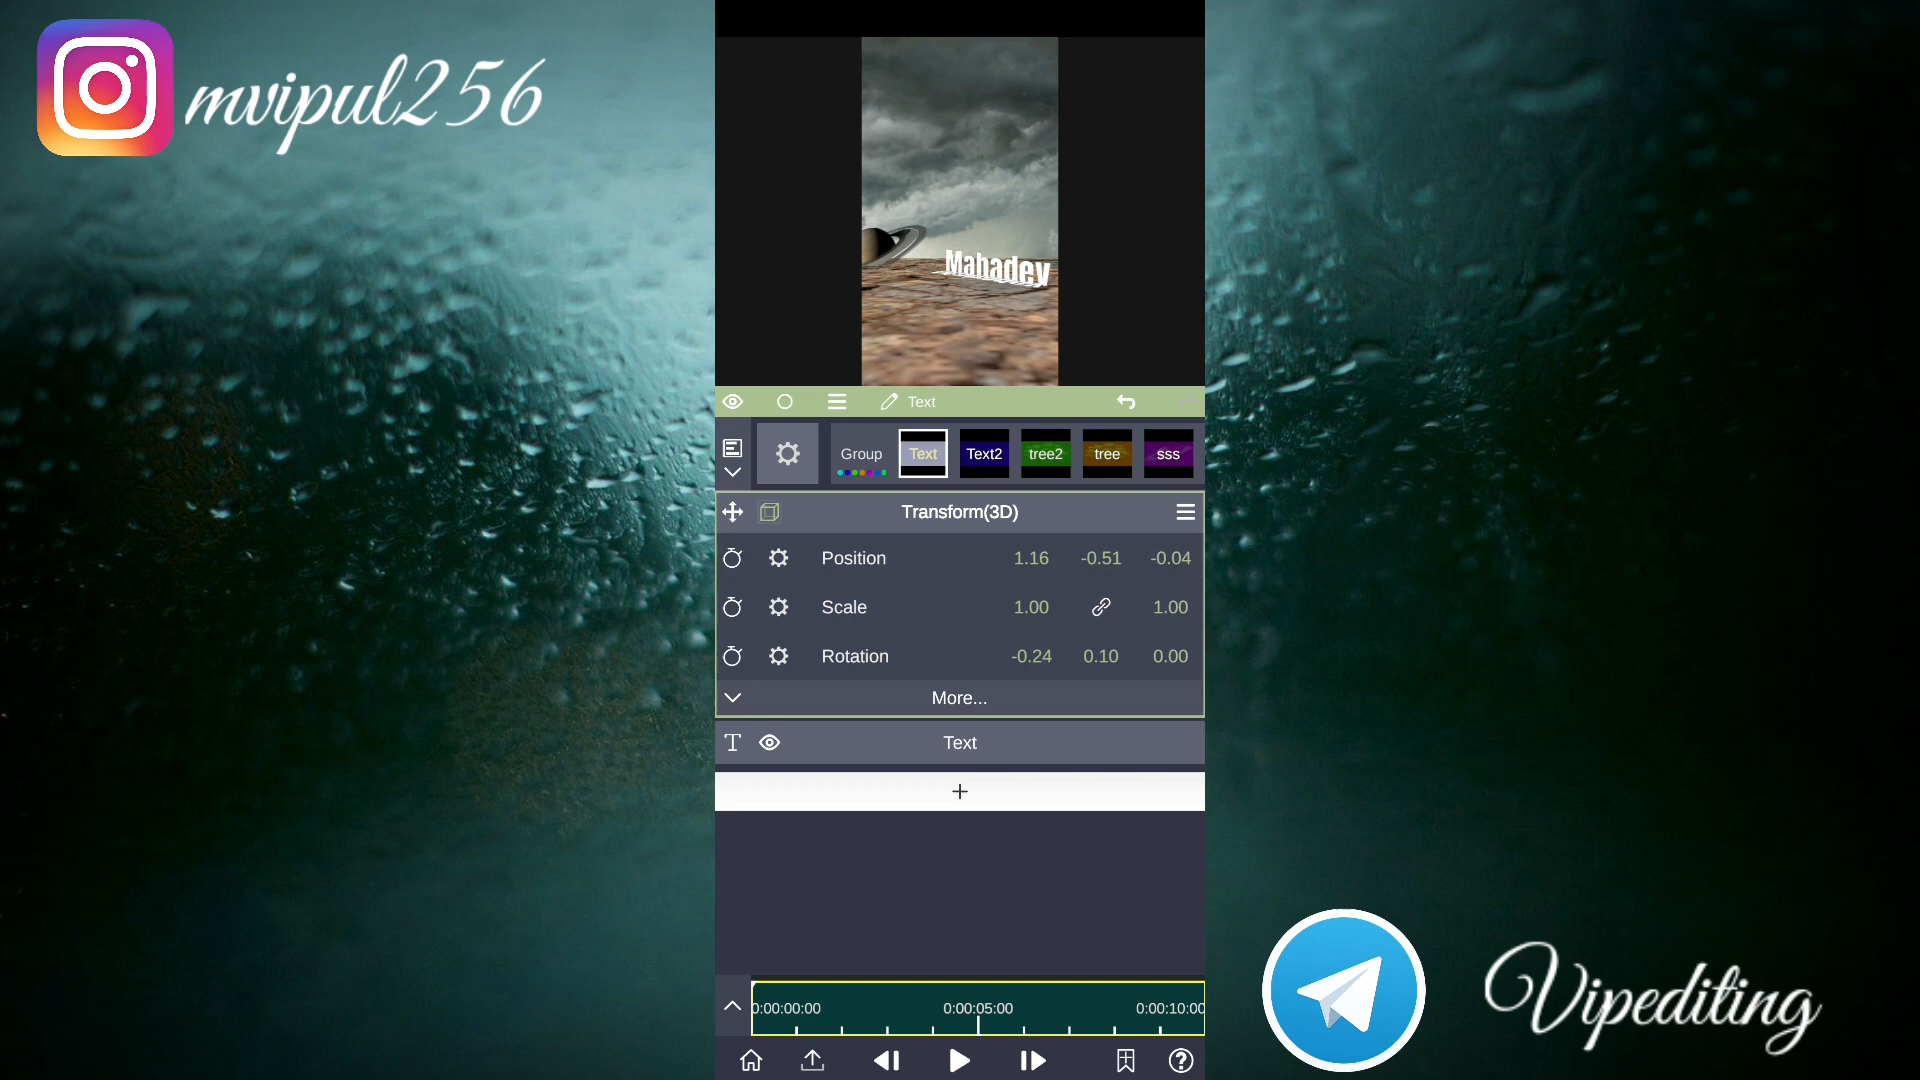 mvipul256
Mahadev
Text
Group
Text
Text2
tree2
tree
sss
Transform(3D)
Position 1.16 -0.51 -0.04
Scale 1.00 1.00
Rotation -0.24 0.10 0.00
More...
Text
0:00:00:00 0:00:05:00 0:00:10:00
Vipediting